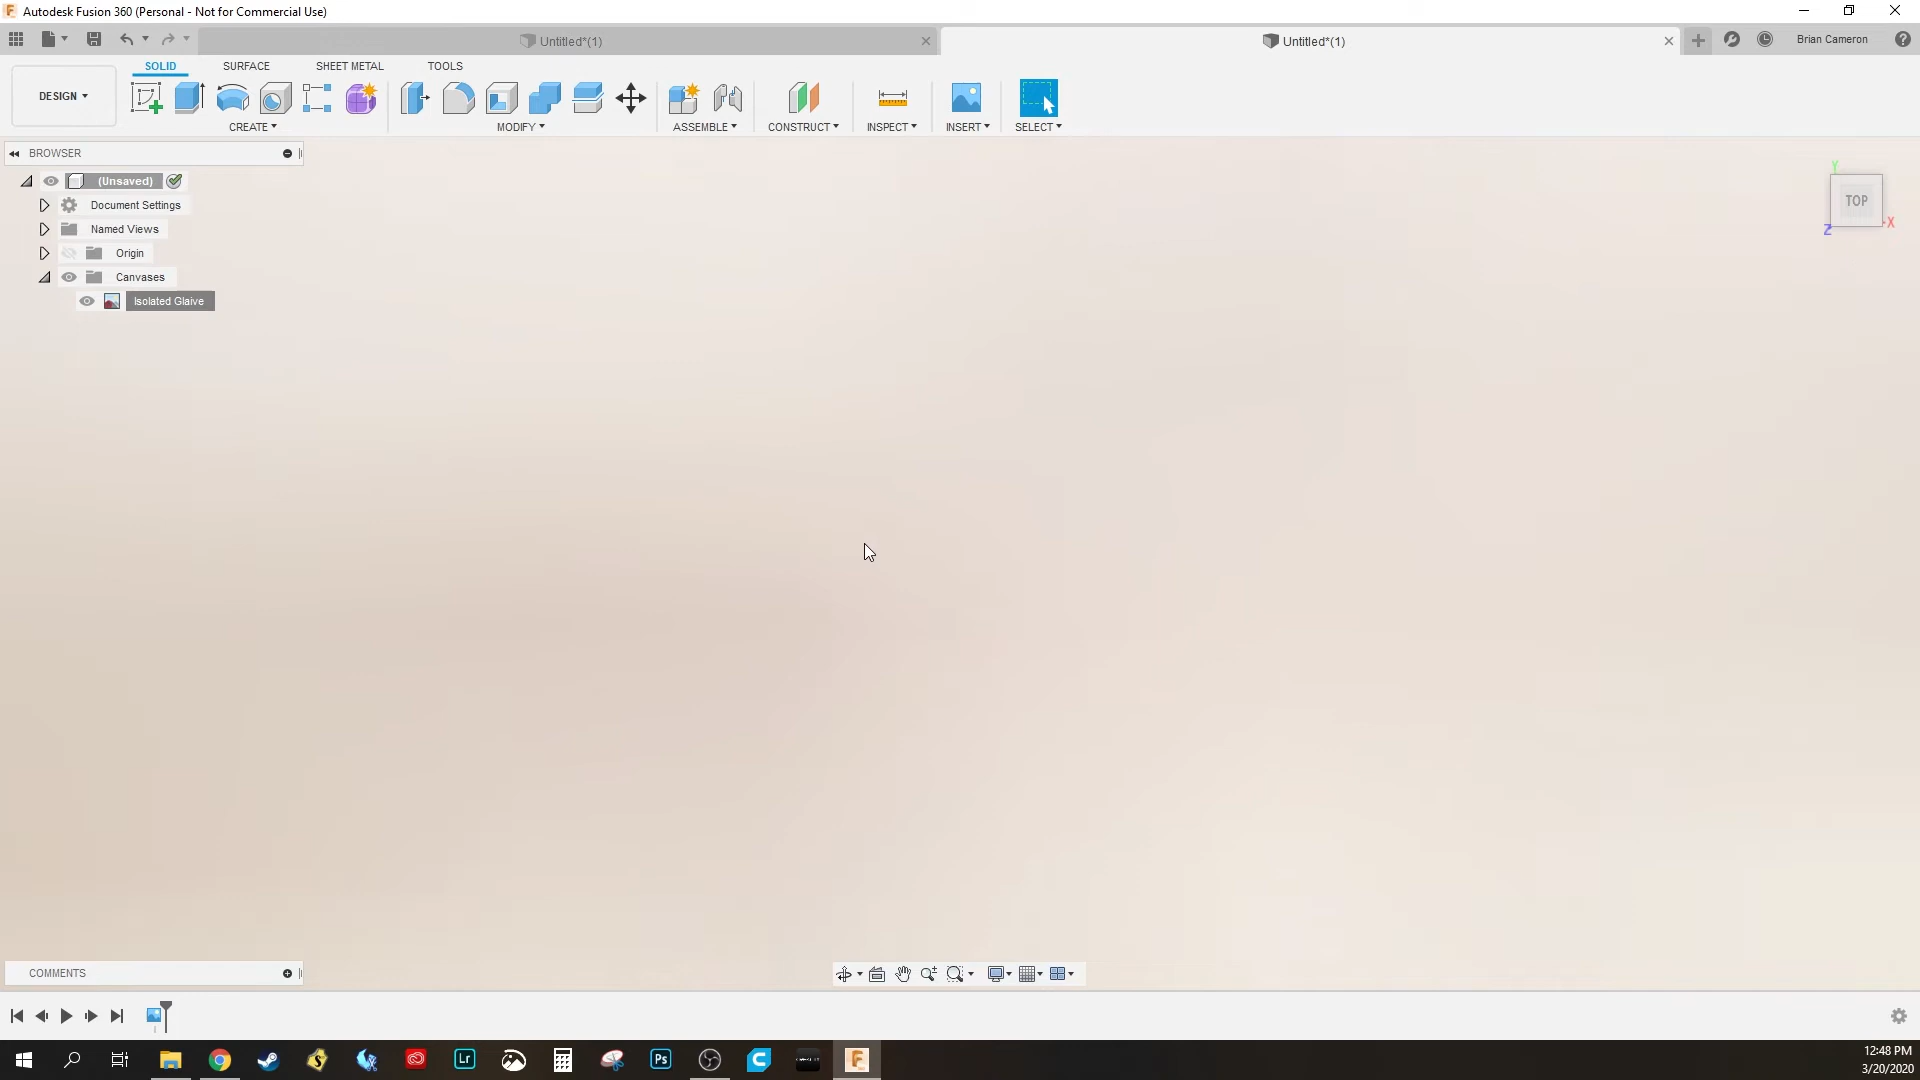 Autodesk Fusion 360 (Personal - Not for Commercial Use)
Untitled*(1)
Untitled*(1)
Brian Cameron
DESIGN
SOLID
SURFACE
SHEET METAL
TOOLS
CREATE
MODIFY
ASSEMBLE
CONSTRUCT
INSPECT
INSERT
SELECT
BROWSER
(Unsaved)
Document Settings
Named Views
Origin
Canvases
Isolated Glaive
Y
TOP
X
Z
COMMENTS
Lr
Ps
12:48 PM
3/20/2020